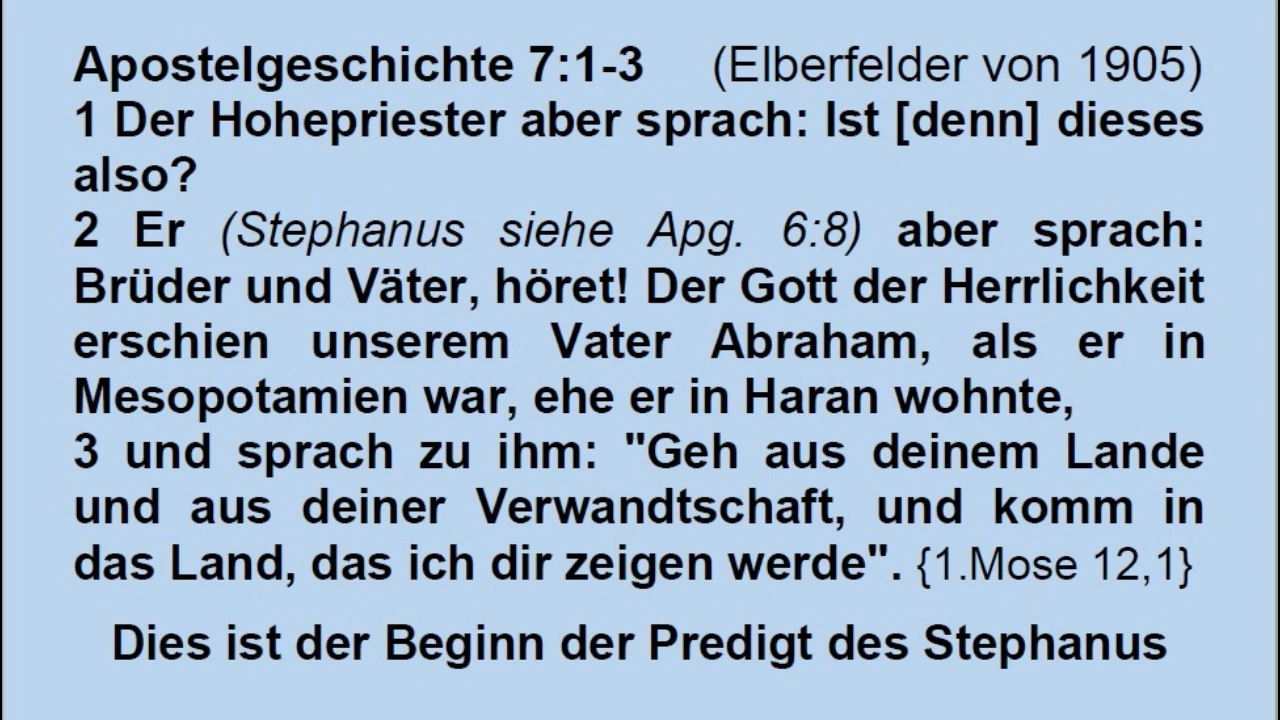 Apostelgeschichte 7:1-3 (Elberfelder von 1905)
1 Der Hohepriester aber sprach: Ist [denn] dieses
also?
2 Er (Stephanus siehe Apg. 6:8) aber sprach:
Brüder und Väter, höret! Der Gott der Herrlichkeit
erschien unserem Vater Abraham, als er in
Mesopotamien war, ehe er in Haran wohnte,
3 und sprach zu ihm: "Geh aus deinem Lande
und aus deiner Verwandtschaft, und komm in
das Land, das ich dir zeigen werde". {1.Mose 12,1}
Dies ist der Beginn der Predigt des Stephanus